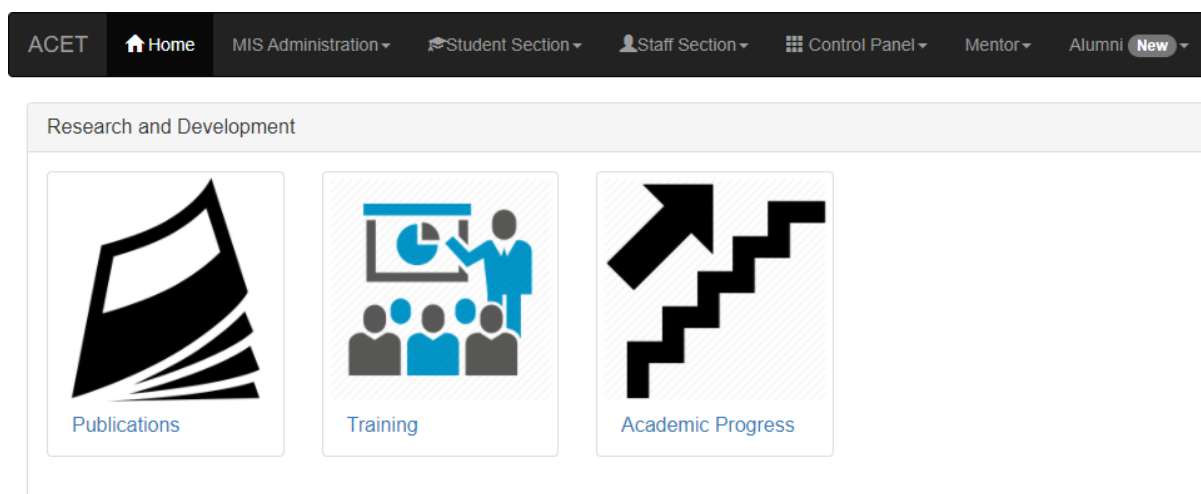 ACET Home MIS Administration Student Section Staff Section Control Panel Mentor Alumni New
Research and Development
Publications Training Academic Progress